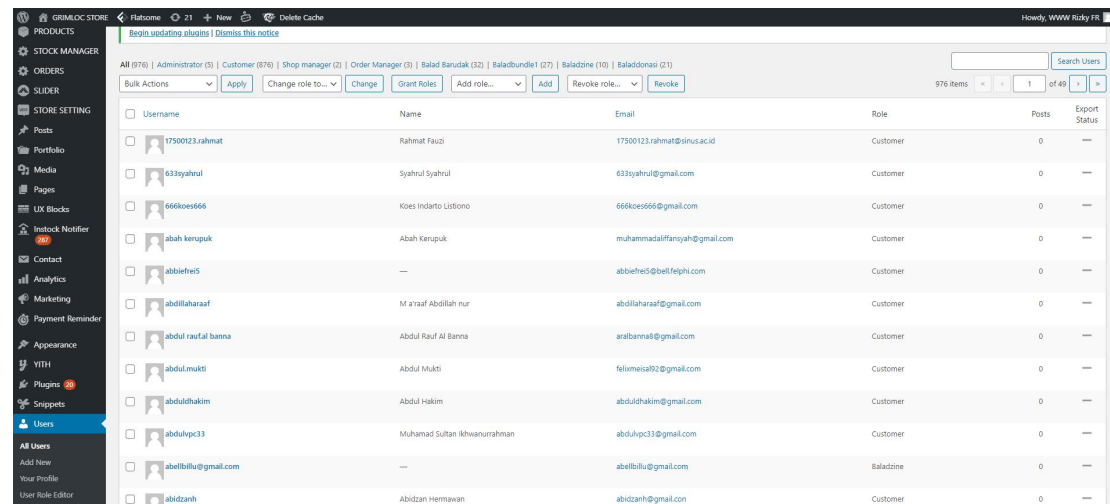 GRIMLOC STORE Flatsome 21 + New Delete Cache Howdy, WWW Rizky FR
PRODUCTS
STOCK MANAGER
ORDERS
SLIDER
STORE SETTING
Posts
Portfolio
Media
Pages
UX Blocks
Instock Notifier
287
Contact
Analytics
Marketing
Payment Reminder
Appearance
YITH
Plugins 20
Snippets
Users
All Users
Add New
Your Profile
User Role Editor
Begin updating plugins | Dismiss this notice
All (976) | Administrator (5) | Customer (876) | Shop manager (2) | Order Manager (3) | Balad Barudak (32) | Baladbundle1 (27) | Baladzine (10) | Baladdonasi (21)
Search Users
Bulk Actions Apply Change role to... Change Grant Roles Add role... Add Revoke role... Revoke 976 items « ‹ 1 of 49 › »
Username Name Email Role Posts Export Status
17500123.rahmat Rahmat Fauzi 17500123.rahmat@sinus.ac.id Customer 0 —
633syahrul Syahrul Syahrul 633syahrul@gmail.com Customer 0 —
666koes666 Koes Indarto Listiono 666koes666@gmail.com Customer 0 —
abah kerupuk Abah Kerupuk muhammadaliffansyah@gmail.com Customer 0 —
abbiefrei5 — abbiefrei5@bell.felphi.com Customer 0 —
abdillaharaaf M a'raaf Abdillah nur abdillaharaaf@gmail.com Customer 0 —
abdul rauf.al banna Abdul Rauf Al Banna aralbanna8@gmail.com Customer 0 —
abdul.mukti Abdul Mukti felixmeisal92@gmail.com Customer 0 —
abduldhakim Abdul Hakim abduldhakim@gmail.com Customer 0 —
abdulvpc33 Muhamad Sultan Ikhwanurrahman abdulvpc33@gmail.com Customer 0 —
abellbillu@gmail.com — abellbillu@gmail.com Baladzine 0 —
abidzanh Abidzan Hermawan abidzanh@gmail.con Customer 0 —